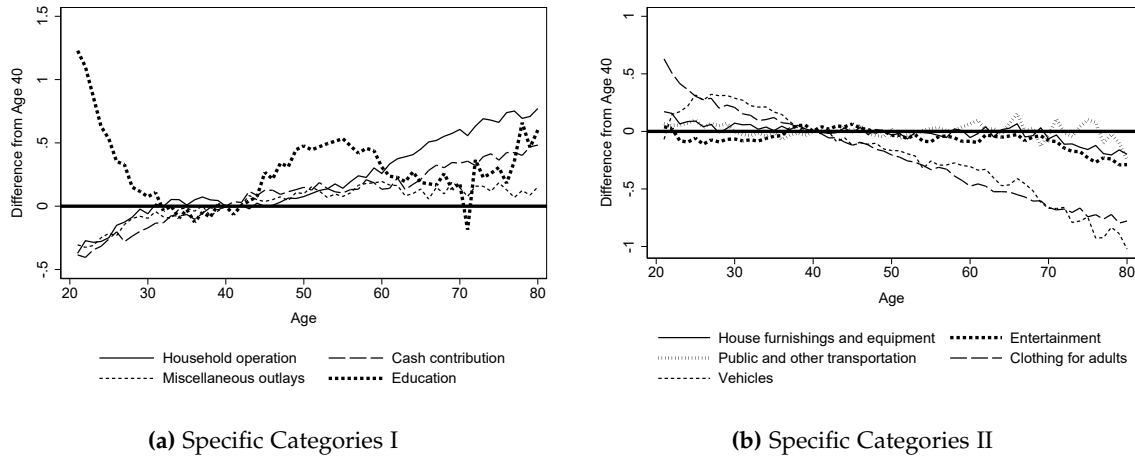 1.5
1
.5
0
-.5
Difference from Age 40
20 30 40 50 60 70 80
Age
Household operation Cash contribution
Miscellaneous outlays Education
(a) Specific Categories I
1
.5
0
-.5
-1
Difference from Age 40
20 30 40 50 60 70 80
Age
House furnishings and equipment Entertainment
Public and other transportation Clothing for adults
Vehicles
(b) Specific Categories II